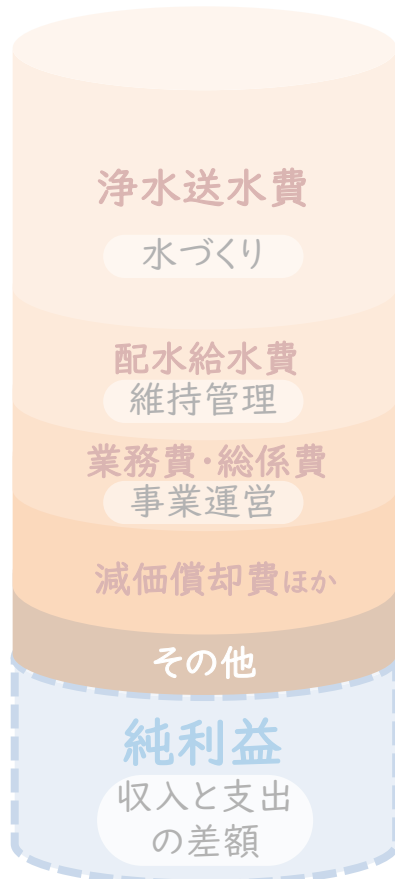 浄水送水費
水づくり
配水給水費
維持管理
業務費・総係費
事業運営
減価償却費ほか
その他
純利益
収入と支出
の差額